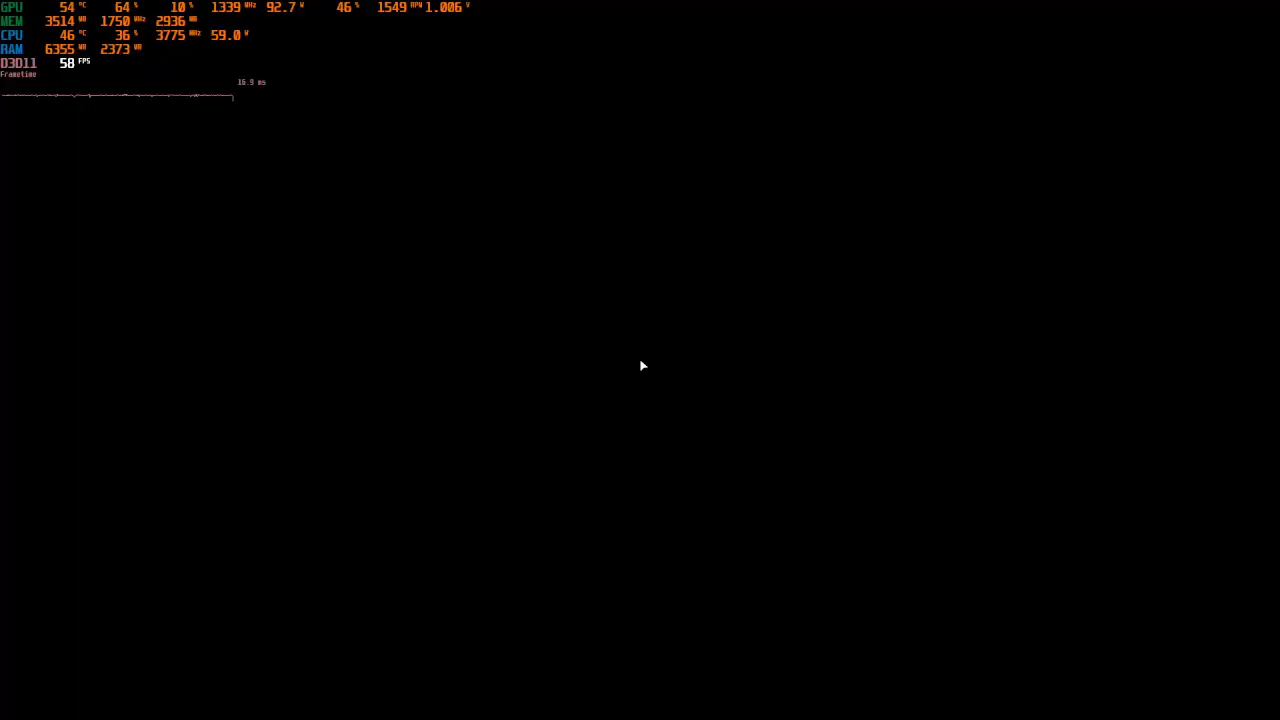 GPU 54 °C 64 % 10 % 1339 MHz 92.7 W 46 % 1549 RPM 1.006 V
MEM 3514 MB 1750 MHz 2936 MB
CPU 46 °C 36 % 3775 MHz 59.0 W
RAM 6355 MB 2373 MB
D3D11 58 FPS
Frametime
16.9 ms